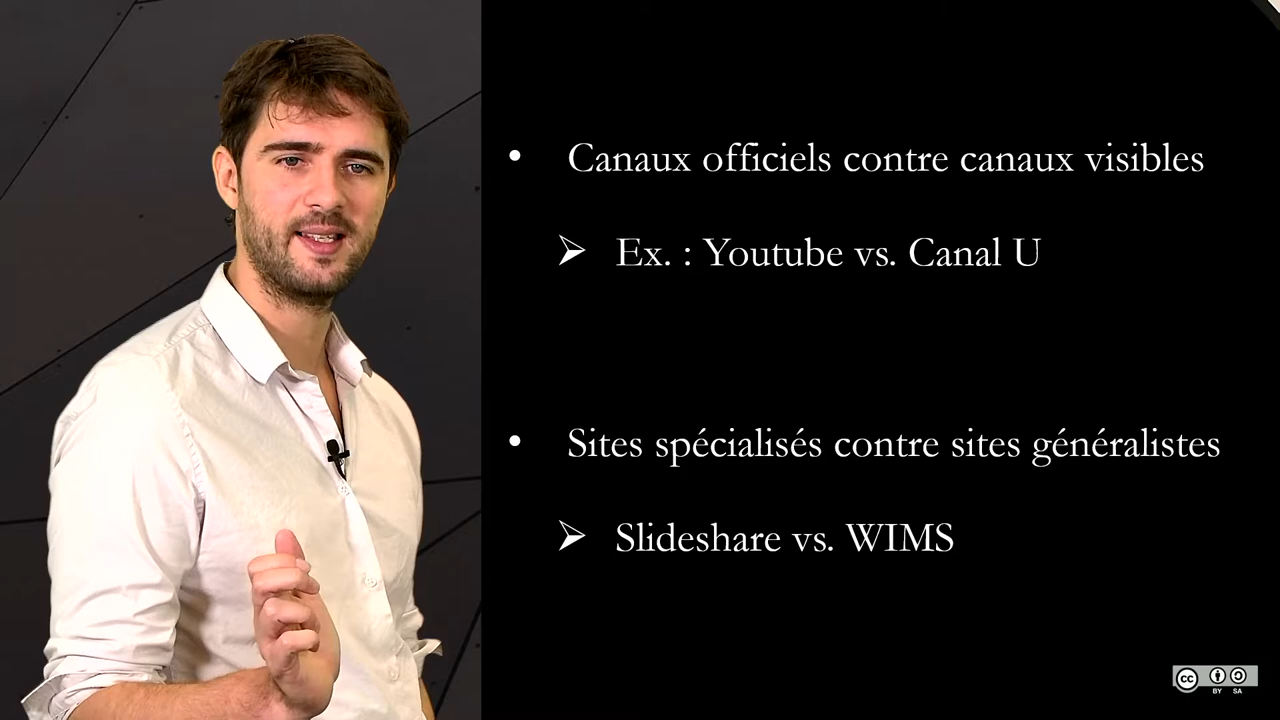 • Canaux officiels contre canaux visibles
➢ Ex. : Youtube vs. Canal U
• Sites spécialisés contre sites généralistes
➢ Slideshare vs. WIMS
cc
BY SA